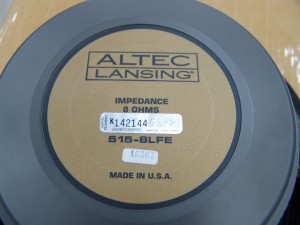 ALTEC
LANSING®
IMPEDANCE
8 OHMS
K142144
515-8LFE
MADE IN U.S.A.